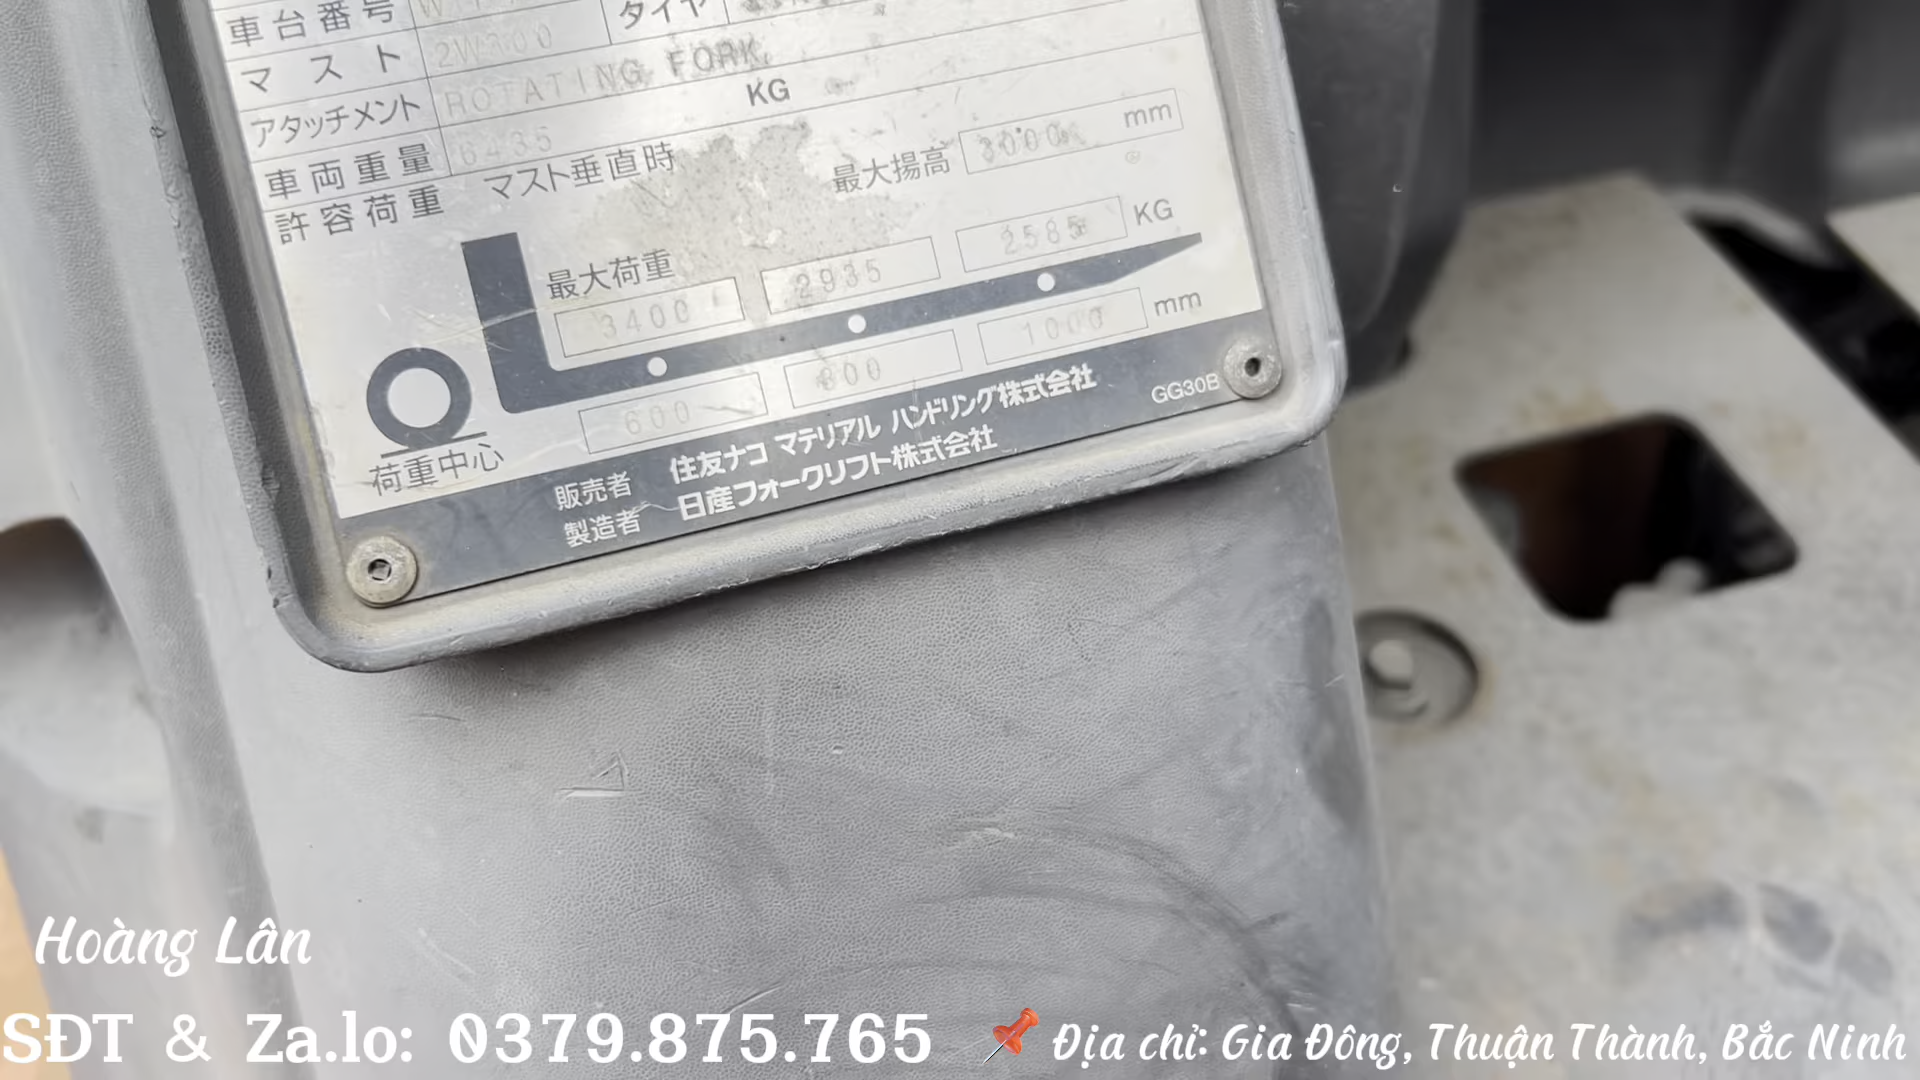 車台番号 タイヤ
マスト 2W300
アタッチメント ROTATING FORK
車両重量 6435 KG
許容荷重 マスト垂直時 最大揚高 3000 mm
最大荷重 3400 2935 2585 KG
600 800 1000 mm
荷重中心
販売者 住友ナコ マテリアル ハンドリング株式会社 GG30B
製造者 日産フォークリフト株式会社
Hoàng Lân
SĐT & Za.lo: 0379.875.765
Địa chỉ: Gia Đông, Thuận Thành, Bắc Ninh